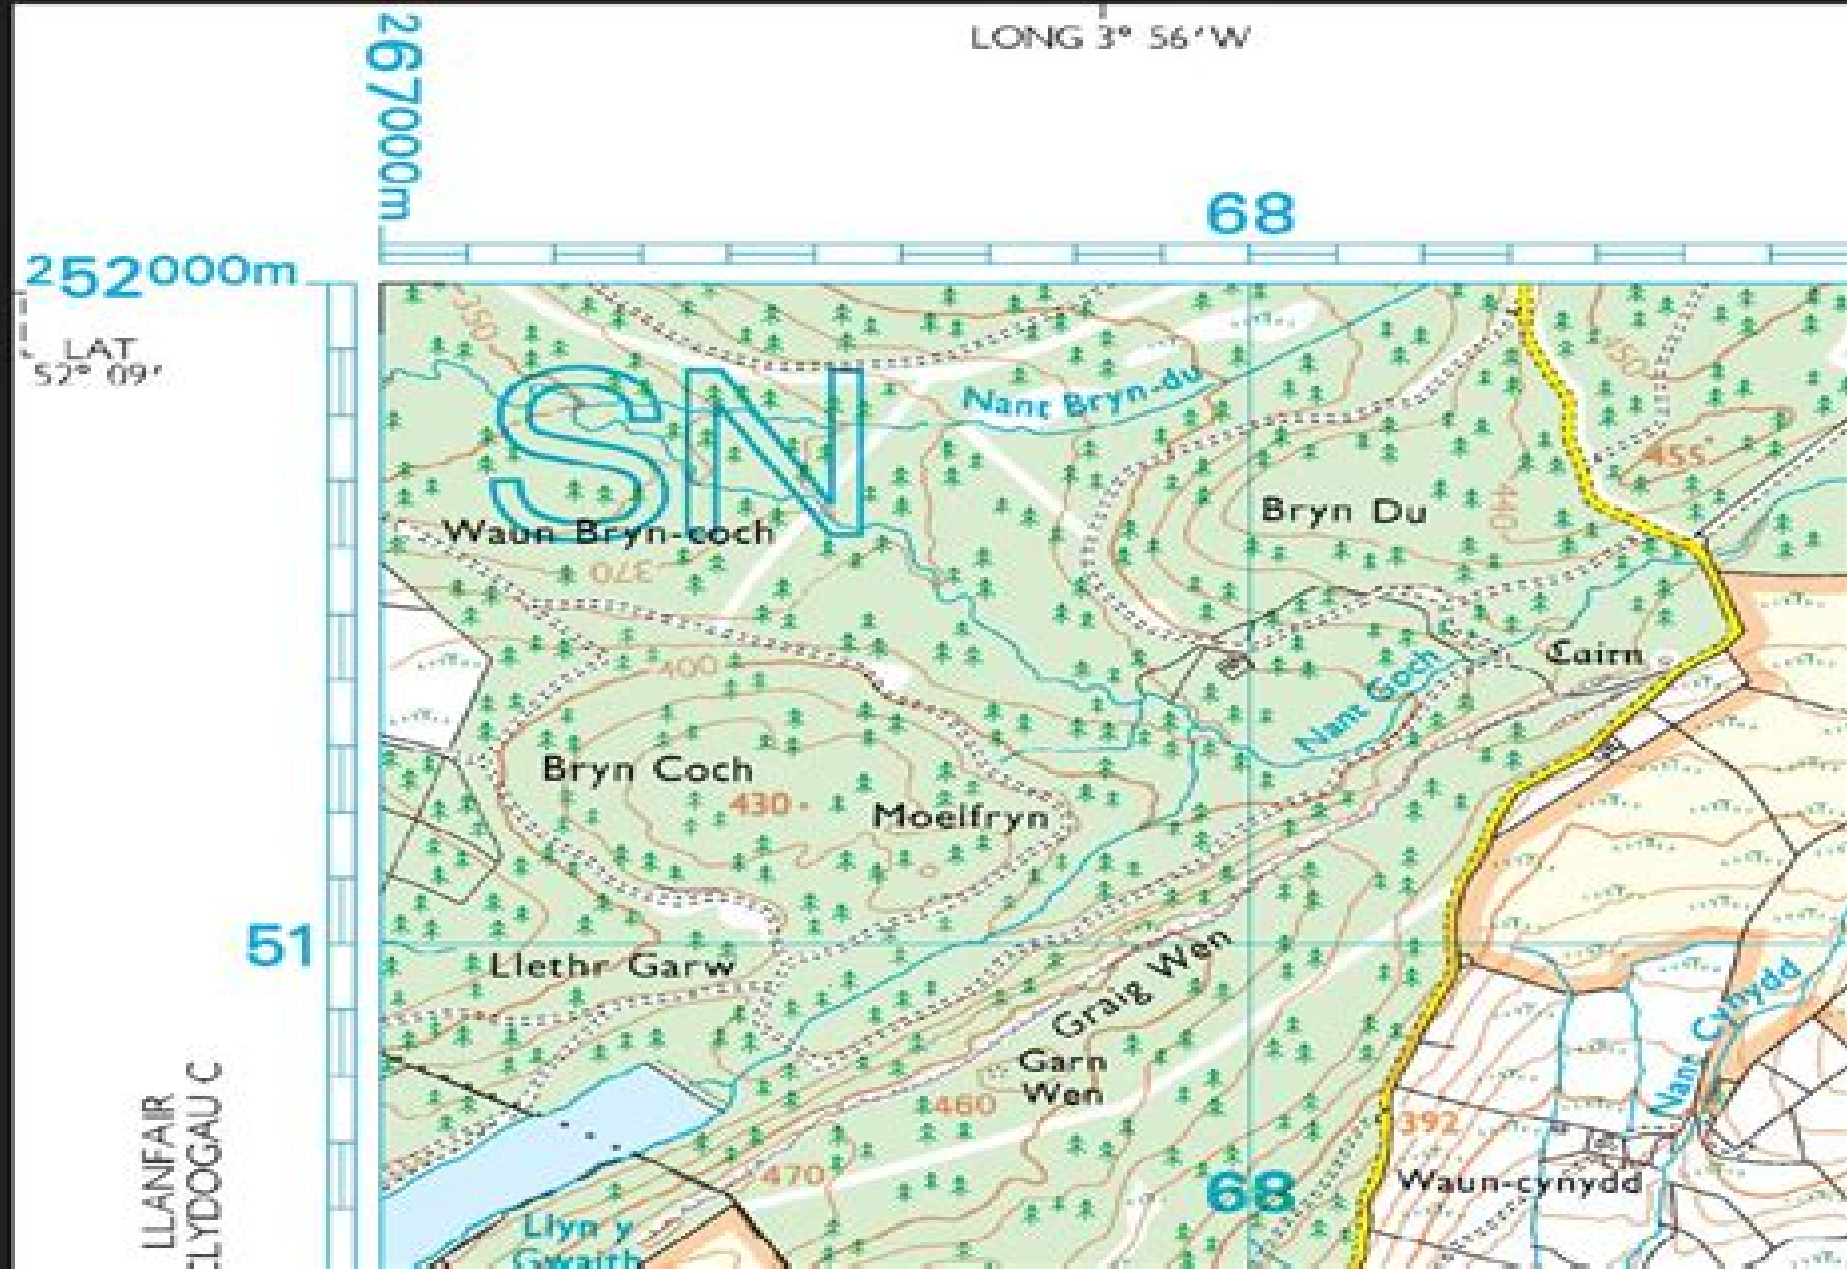 LONG 3° 56′W
267000m
68
252000m
LAT
52° 09′
SN
Nant Bryn-du
455
Bryn Du
440
Waun Bryn-coch
370
Cairn
400
Nant Goch
Bryn Coch
430
Moelfryn
51
Llethr Garw
Graig Wen
Nant Cynydd
Garn
Wen
460
392
470
68
Waun-cynydd
LLANFAIR
CLYDOGAU C
Llyn y
Gwaith